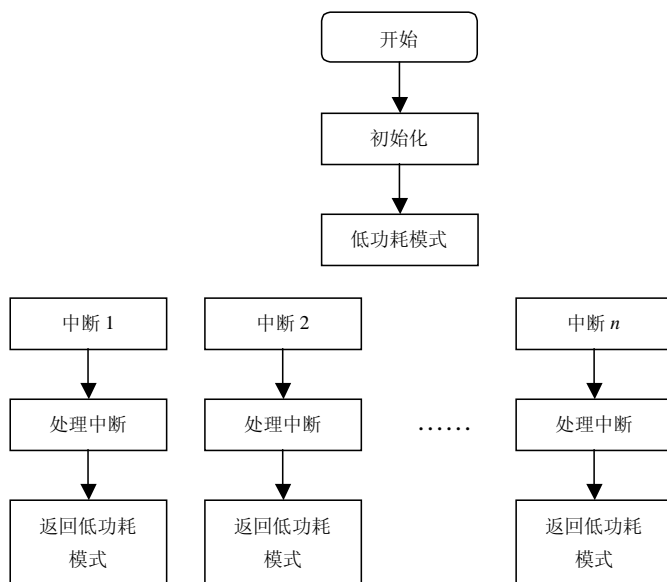 开始
初始化
低功耗模式
中断 1
中断 2
中断 n
处理中断
处理中断
……
处理中断
返回低功耗
模式
返回低功耗
模式
返回低功耗
模式